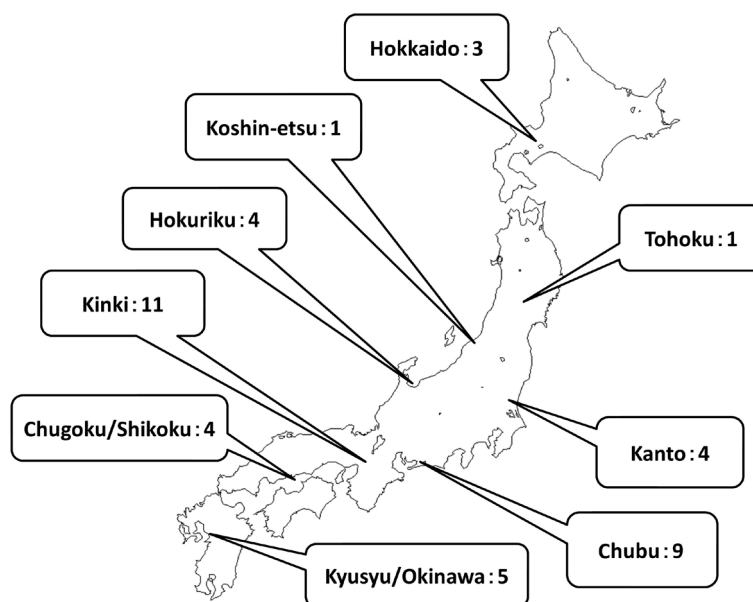 Hokkaido : 3
Koshin-etsu : 1
Hokuriku : 4
Tohoku : 1
Kinki : 11
Chugoku/Shikoku : 4
Kanto : 4
Chubu : 9
Kyusyu/Okinawa : 5